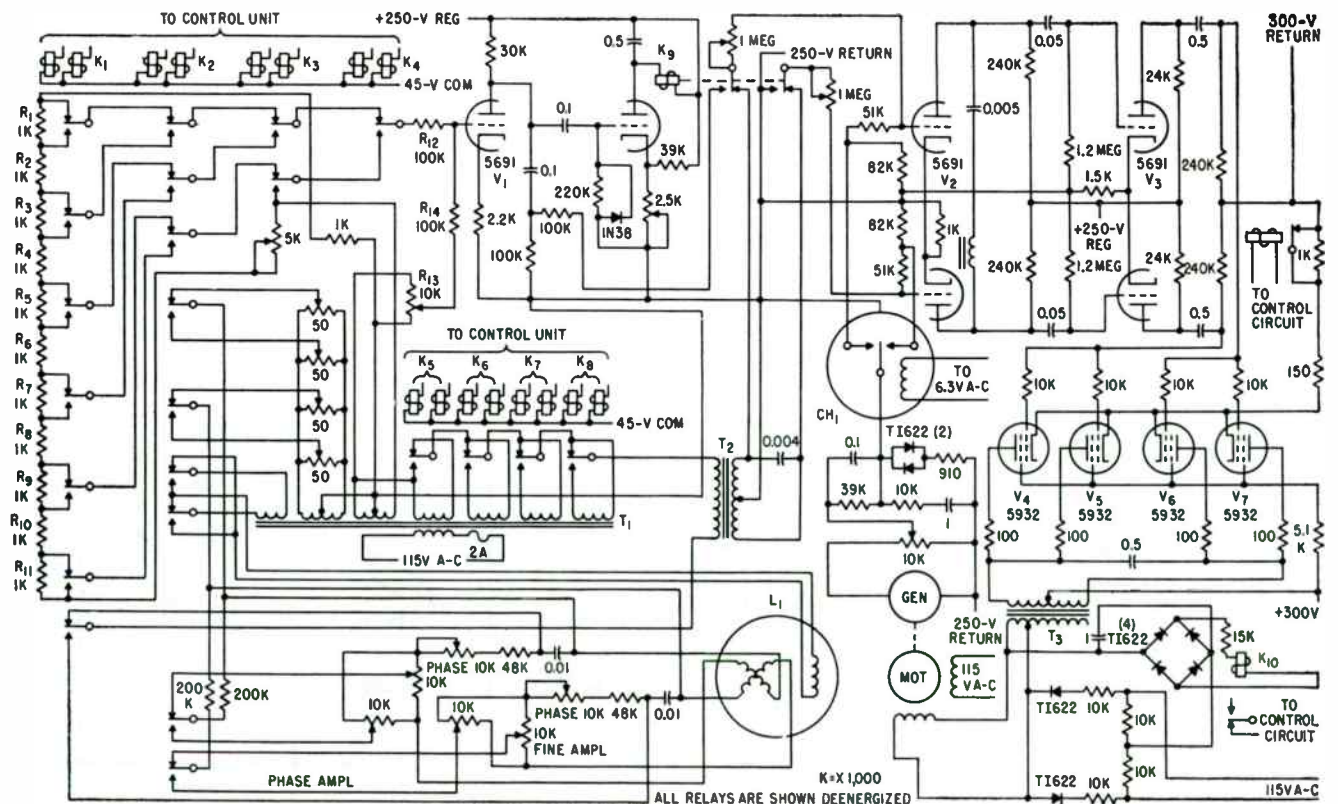 TO CONTROL UNIT
+250-V REG
K1
K2
K3
K4
45-V COM
30K
0.5
K9
1 MEG
250-V RETURN
1 MEG
0.05
0.5
300-V
RETURN
240K
24K
0.005
R1
1K
R2
1K
R3
1K
R4
1K
R5
1K
R6
1K
R7
1K
R8
1K
R9
1K
R10
1K
R11
1K
R12
100K
5691
V1
0.1
0.1
39K
220K
2.5K
1N38
51K
82K
5691
V2
1.2 MEG
1.5K
5691
V3
240K
R14
100K
2.2K
100K
100K
82K
51K
1K
+250-V
REG
240K
1.2 MEG
24K
240K
1K
5K
1K
R13
10K
0.05
0.5
TO
CONTROL
CIRCUIT
50
50
50
50
TO CONTROL UNIT
K5
K6
K7
K8
45-V COM
TO
6.3V A-C
CH1
10K
10K
10K
10K
150
T2
0.004
0.1
TI622 (2)
910
39K
10K
1
10K
V4
5932
V5
5932
V6
5932
V7
5932
5.1
K
100
100
100
100
0.5
T1
115V A-C
2A
GEN
250-V
RETURN
MOT
115
V A-C
+300V
T3
1
(4)
TI622
15K
K10
L1
PHASE 10K
48K
0.01
10K
200
K
200K
10K
10K
PHASE 10K
48K
0.01
10K
FINE AMPL
PHASE AMPL
TI622
10K
10K
10K
TI622
10K
TO
CONTROL
CIRCUIT
115V A-C
K=X 1,000
ALL RELAYS ARE SHOWN DEENERGIZED